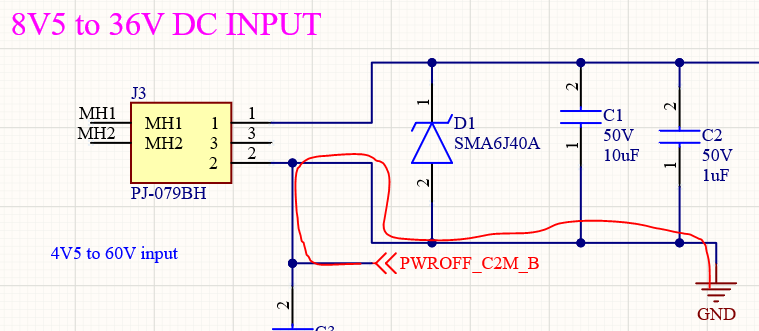 8V5 to 36V DC INPUT
J3
MH1
MH2
MH1 1
MH2 3
2
1
3
2
PJ-079BH
4V5 to 60V input
1
D1
SMA6J40A
2
2
C1
50V
10uF
1
2
C2
50V
1uF
1
PWROFF_C2M_B
GND
2